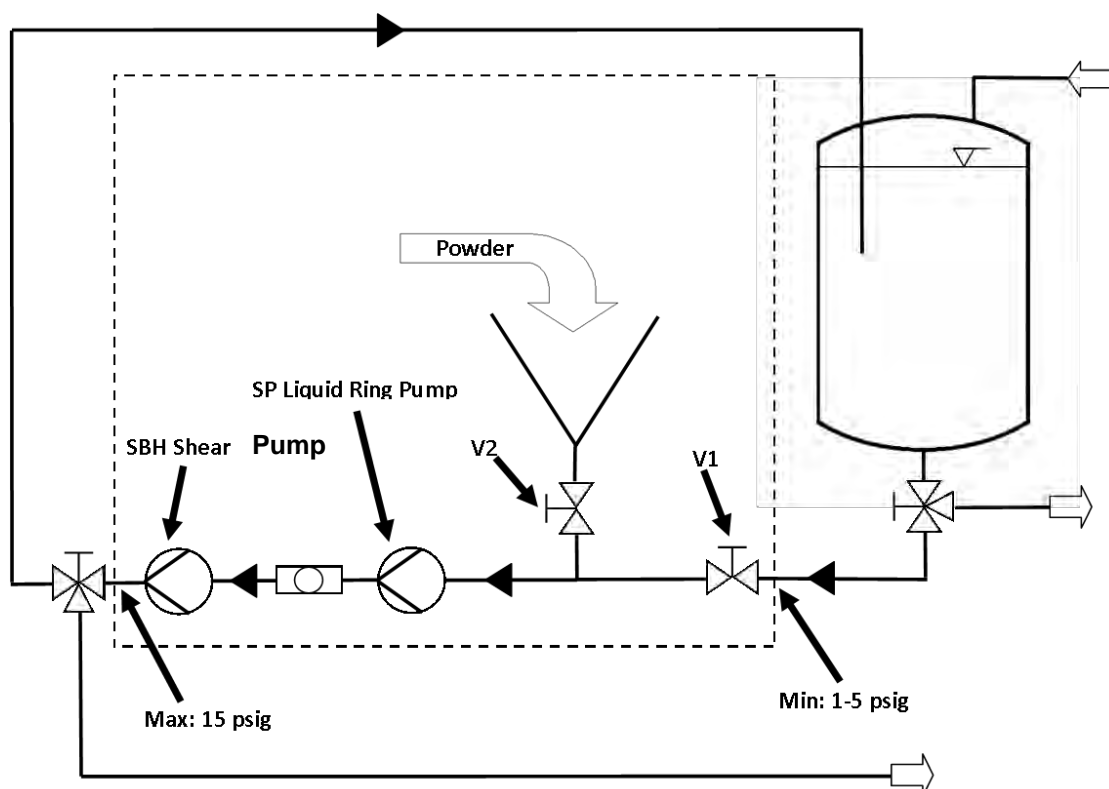 Powder
SP Liquid Ring Pump
SBH Shear Pump
V2
V1
Max: 15 psig
Min: 1-5 psig